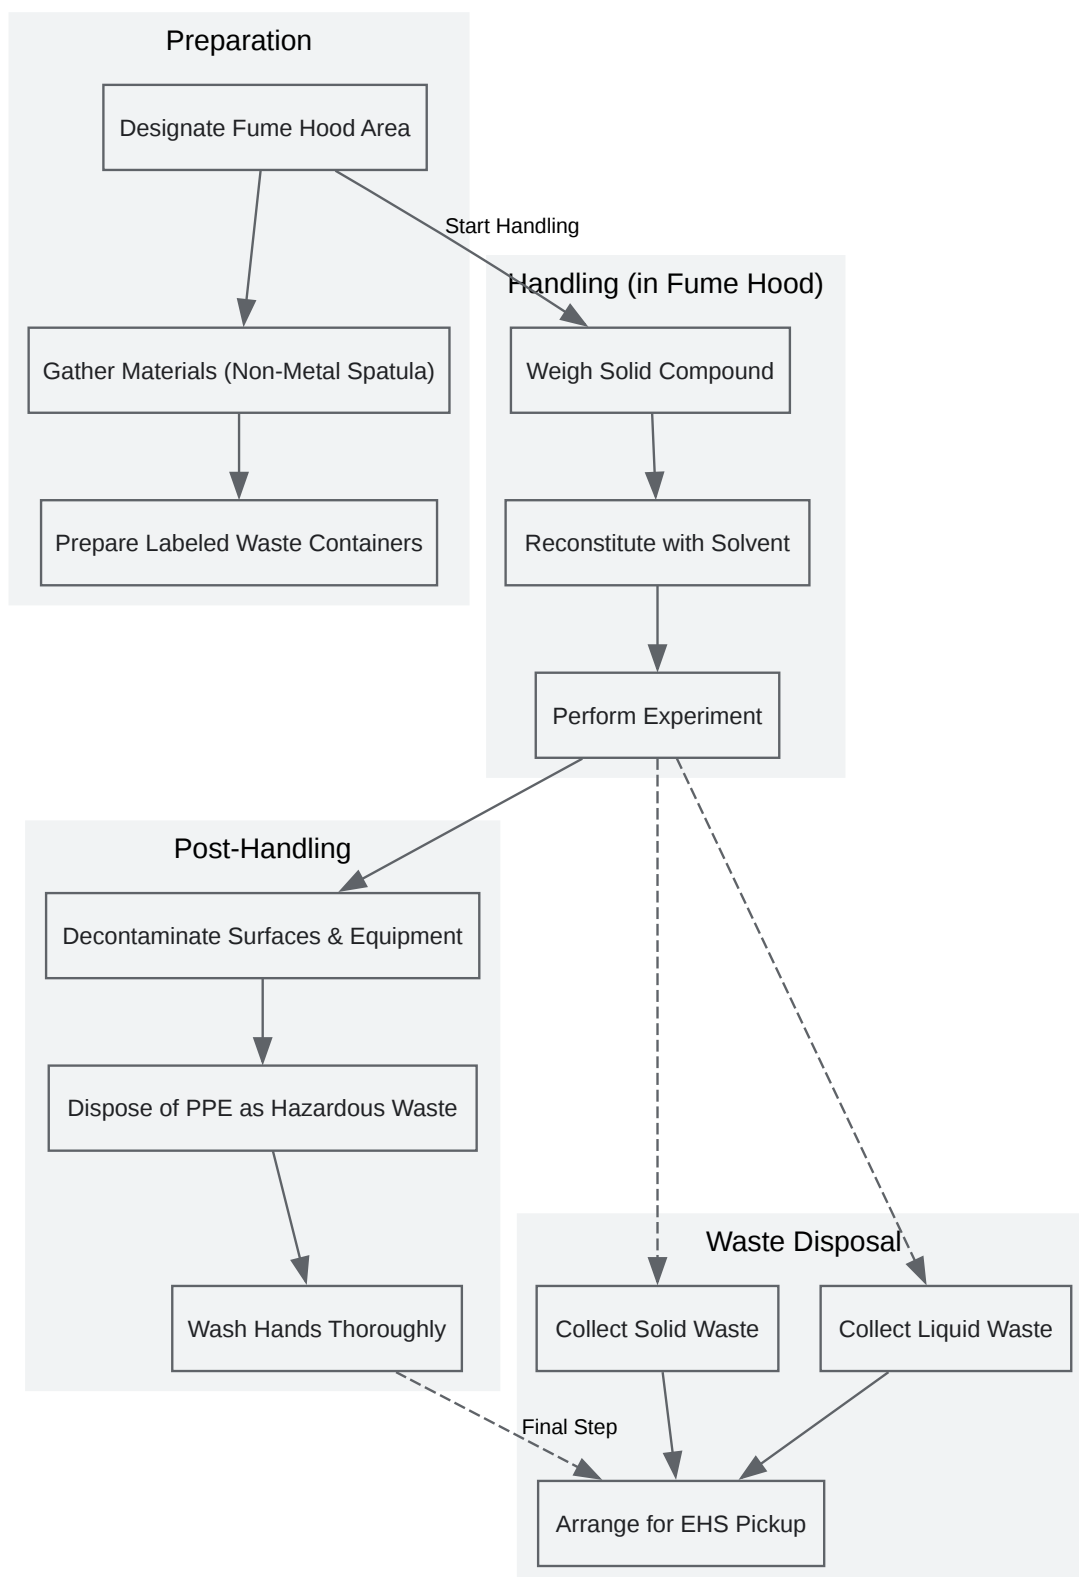 Preparation
Designate Fume Hood Area
Start Handling
Handling (in Fume Hood)
Gather Materials (Non-Metal Spatula)
Weigh Solid Compound
Prepare Labeled Waste Containers
Reconstitute with Solvent
Perform Experiment
Post-Handling
Decontaminate Surfaces & Equipment
Dispose of PPE as Hazardous Waste
Waste Disposal
Wash Hands Thoroughly
Collect Solid Waste
Collect Liquid Waste
Final Step
Arrange for EHS Pickup